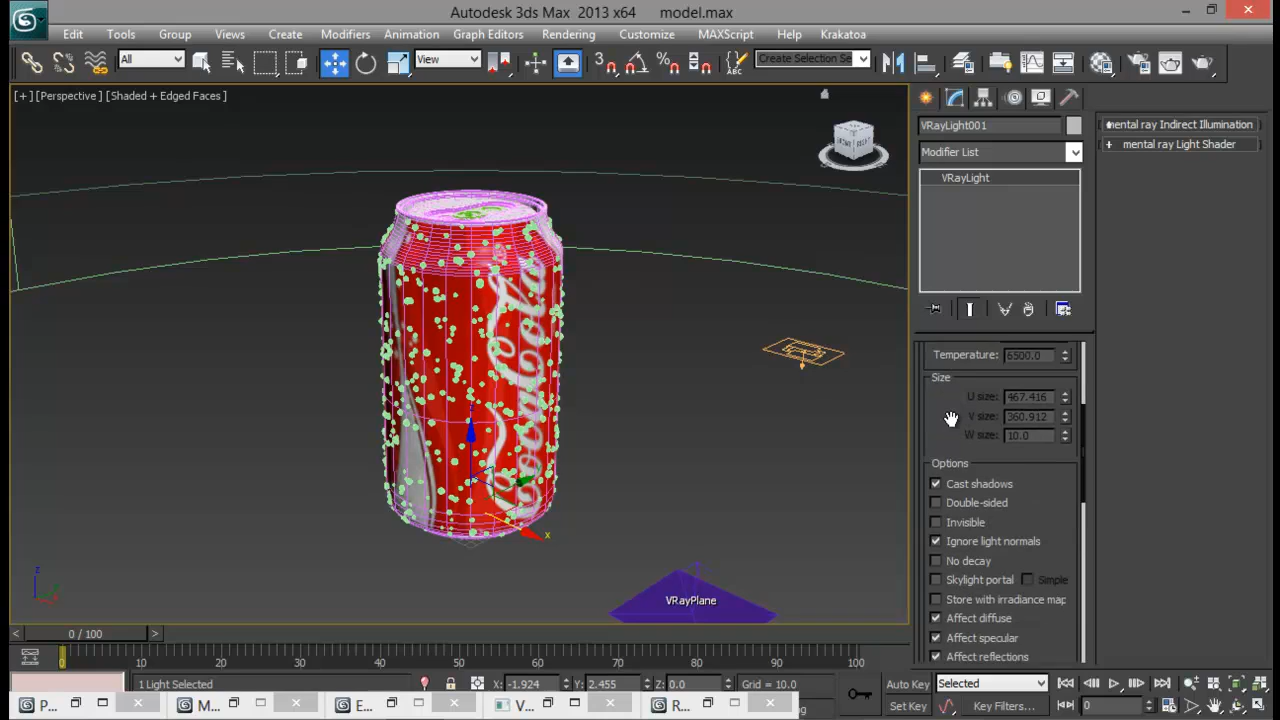 Autodesk 3ds Max 2013 x64 model.max
Edit Tools Group Views Create Modifiers Animation Graph Editors Rendering Customize MAXScript Help Krakatoa
All View 3 Create Selection Se
[+] [Perspective] [Shaded + Edged Faces]
VRayLight001
Modifier List
VRayLight
mental ray Indirect Illumination
+ mental ray Light Shader
Temperature: 6500.0
Size
U size: 467.416
V size: 360.912
W size: 10.0
Options
Cast shadows
Double-sided
Invisible
Ignore light normals
No decay
Skylight portal Simple
Store with irradiance map
Affect diffuse
Affect specular
Affect reflections
Coca-Cola
x
z
VRayPlane
< 0 / 100 >
0 10 20 30 40 50 60 70 80 90 100
1 Light Selected X: -1.924 Y: 2.455 Z: 0.0 Grid = 10.0 Auto Key Selected
P... M... E... V... R... Set Key Key Filters... 0